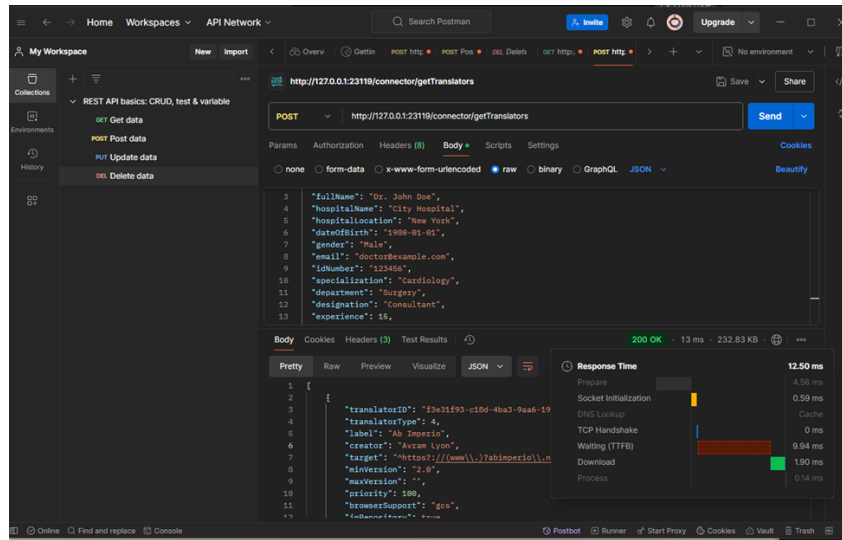 Home Workspaces API Network Search Postman Invite Upgrade
My Workspace New Import Overvi Gettin POST http: POST Pos DEL Delete GET http:, POST http: No environment
Collections
Environments
History
REST API basics: CRUD, test & variable
GET Get data
POST Post data
PUT Update data
DEL Delete data
http://127.0.0.1:23119/connector/getTranslators Save Share
POST http://127.0.0.1:23119/connector/getTranslators Send
Params Authorization Headers (8) Body Scripts Settings Cookies
none form-data x-www-form-urlencoded raw binary GraphQL JSON Beautify
3 "fullName": "Dr. John Doe",
4 "hospitalName": "City Hospital",
5 "hospitalLocation": "New York",
6 "dateOfBirth": "1980-01-01",
7 "gender": "Male",
8 "email": "doctor@example.com",
9 "idNumber": "123456",
10 "specialization": "Cardiology",
11 "department": "Surgery",
12 "designation": "Consultant",
13 "experience": 15,
Body Cookies Headers (3) Test Results 200 OK 13 ms 232.83 KB
Pretty Raw Preview Visualize JSON
1 [
2 {
3 "translatorID": "f3e31f93-c18d-4ba3-9aa6-19
4 "translatorType": 4,
5 "label": "Ab Imperio",
6 "creator": "Avram Lyon",
7 "target": "^https?://(www\\.)?abimperio\\.n
8 "minVersion": "2.0",
9 "maxVersion": "",
10 "priority": 100,
11 "browserSupport": "gcs",
12 "inRepository": true,
Response Time 12.50 ms
Prepare 4.56 ms
Socket Initialization 0.59 ms
DNS Lookup Cache
TCP Handshake 0 ms
Waiting (TTFB) 9.94 ms
Download 1.90 ms
Process 0.14 ms
Online Find and replace Console Postbot Runner Start Proxy Cookies Vault Trash